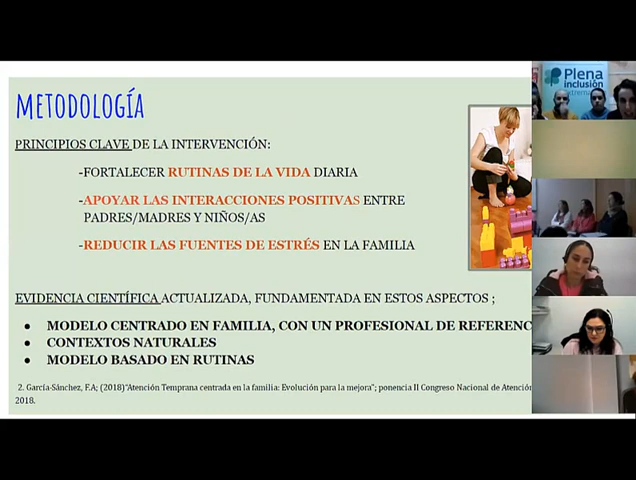 METODOLOGÍA
PRINCIPIOS CLAVE DE LA INTERVENCIÓN:
-FORTALECER RUTINAS DE LA VIDA DIARIA
-APOYAR LAS INTERACCIONES POSITIVAS ENTRE
PADRES/MADRES Y NIÑOS/AS
-REDUCIR LAS FUENTES DE ESTRÉS EN LA FAMILIA
EVIDENCIA CIENTÍFICA ACTUALIZADA, FUNDAMENTADA EN ESTOS ASPECTOS ;
● MODELO CENTRADO EN FAMILIA, CON UN PROFESIONAL DE REFERENC
● CONTEXTOS NATURALES
● MODELO BASADO EN RUTINAS
2. García-Sánchez, F.A; (2018)"Atención Temprana centrada en la familia: Evolución para la mejora"; ponencia II Congreso Nacional de Atención
2018.
Plena
inclusión